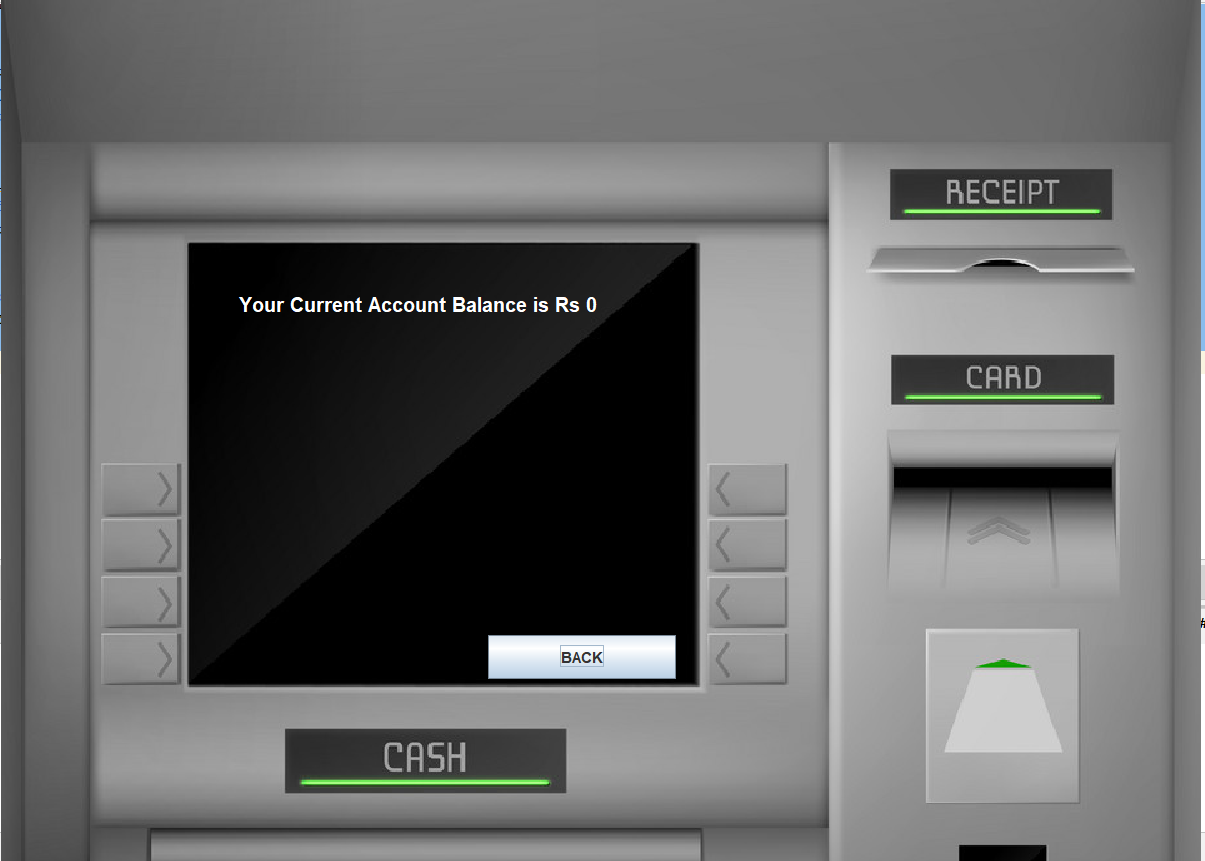 RECEIPT
Your Current Account Balance is Rs 0
CARD
BACK
CASH